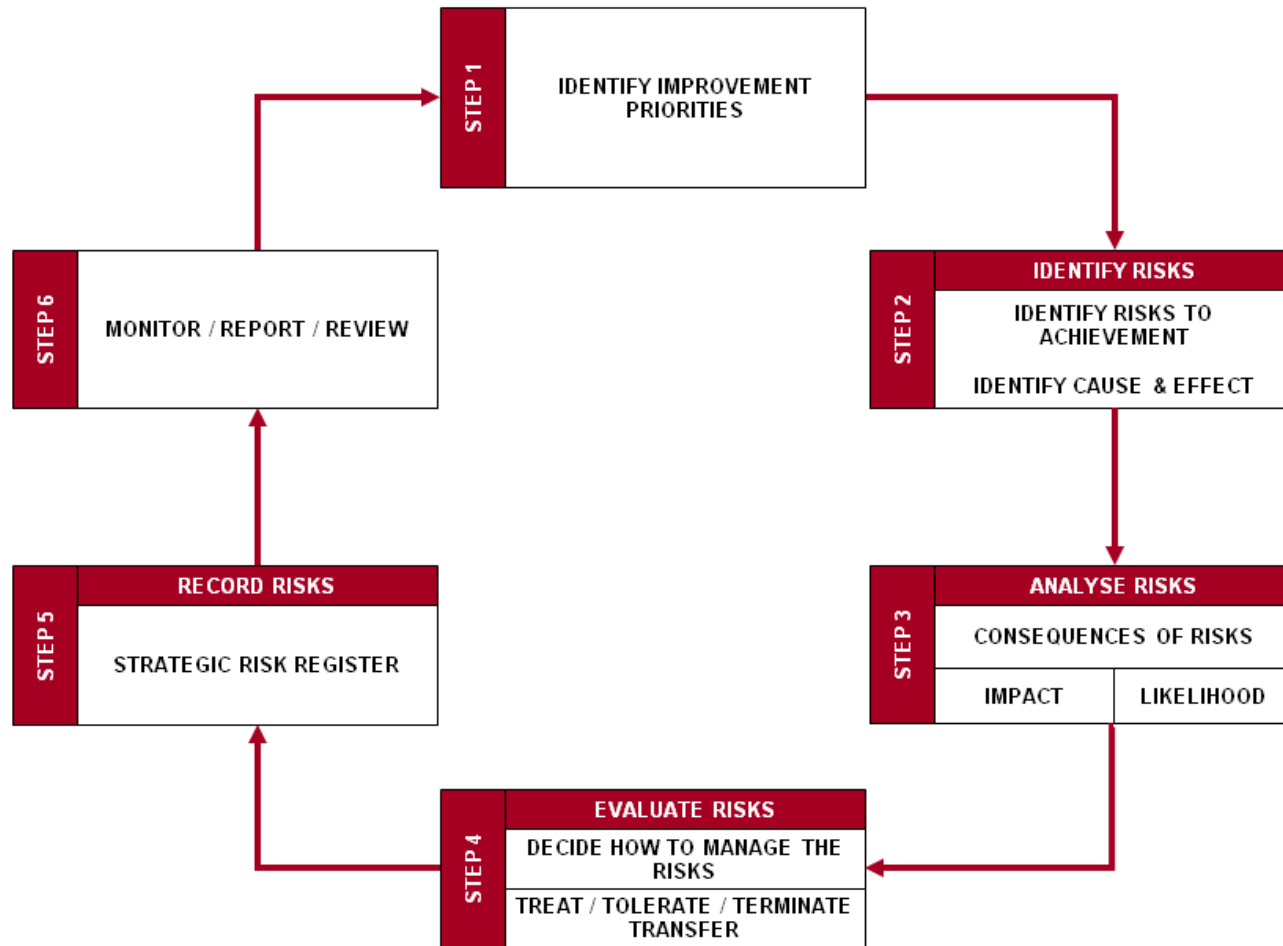 STEP 1
IDENTIFY IMPROVEMENT
PRIORITIES
STEP 2
IDENTIFY RISKS
IDENTIFY RISKS TO
ACHIEVEMENT
IDENTIFY CAUSE & EFFECT
STEP 3
ANALYSE RISKS
CONSEQUENCES OF RISKS
IMPACT
LIKELIHOOD
STEP 4
EVALUATE RISKS
DECIDE HOW TO MANAGE THE
RISKS
TREAT / TOLERATE / TERMINATE
TRANSFER
STEP 5
RECORD RISKS
STRATEGIC RISK REGISTER
STEP 6
MONITOR / REPORT / REVIEW